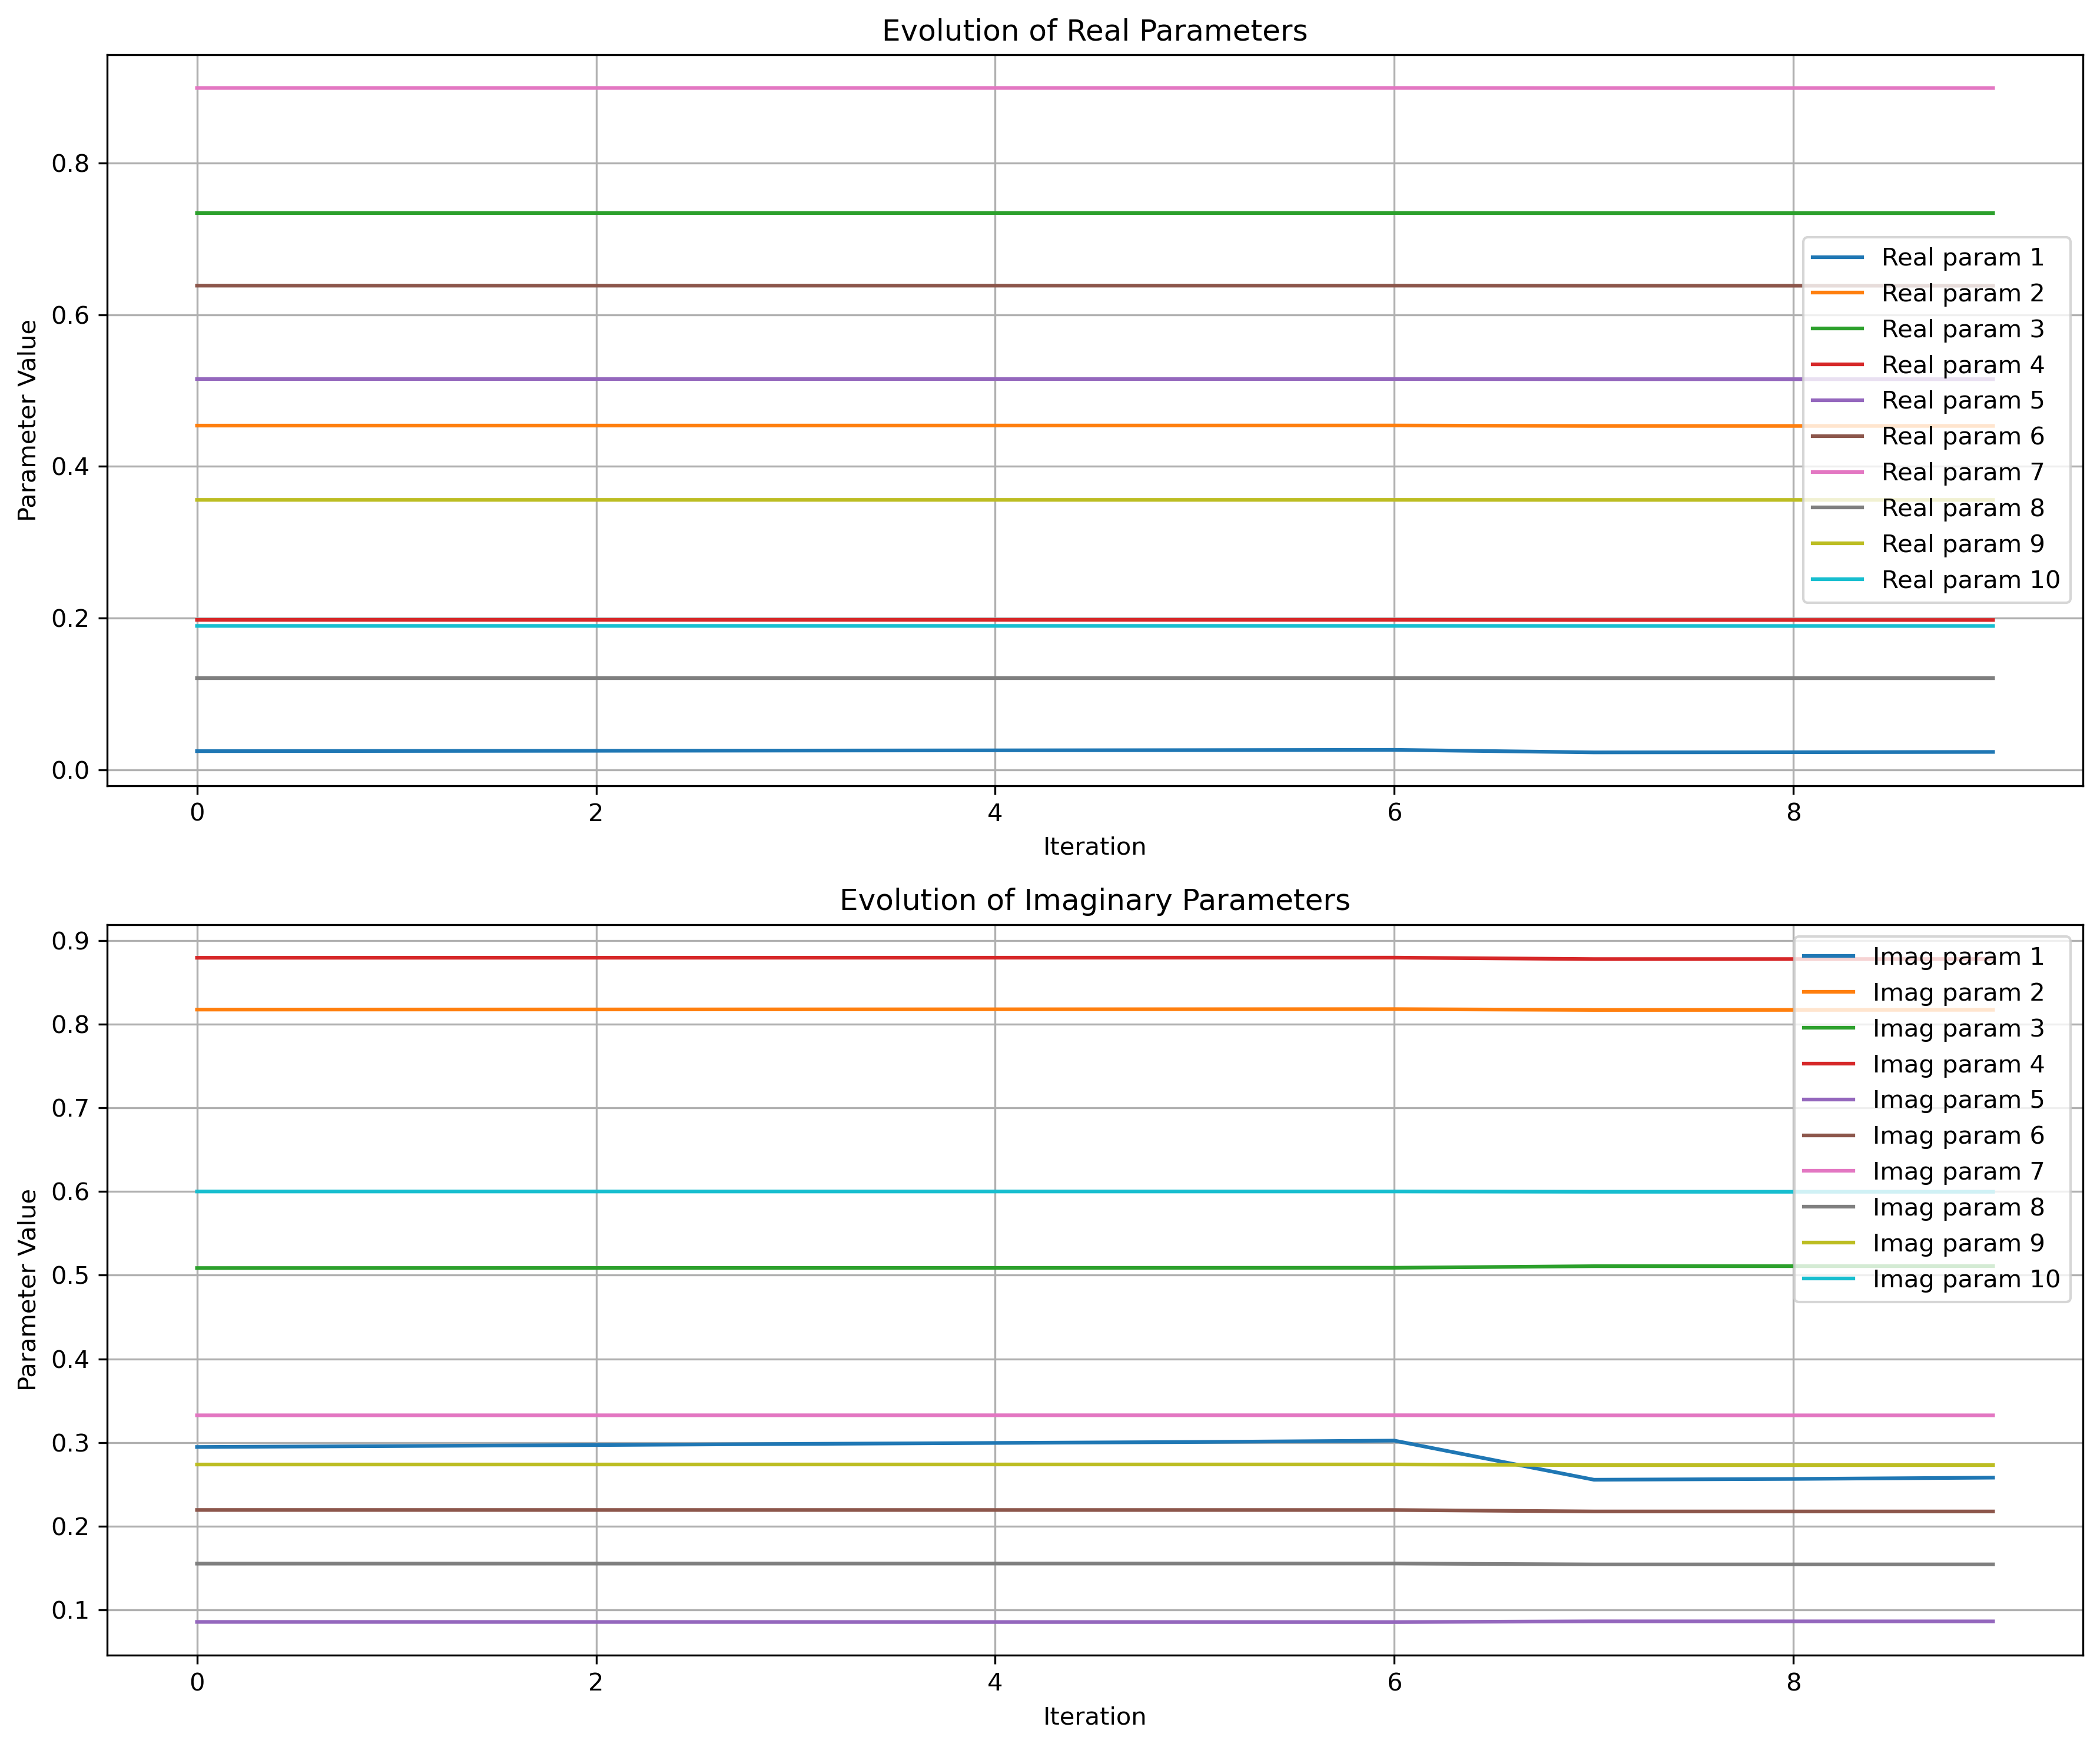 Evolution of Real Parameters
Parameter Value
0.8
0.6
0.4
0.2
0.0
Real param 1
Real param 2
Real param 3
Real param 4
Real param 5
Real param 6
Real param 7
Real param 8
Real param 9
Real param 10
0 2 4 6 8
Iteration
Evolution of Imaginary Parameters
Parameter Value
0.9
0.8
0.7
0.6
0.5
0.4
0.3
0.2
0.1
Imag param 1
Imag param 2
Imag param 3
Imag param 4
Imag param 5
Imag param 6
Imag param 7
Imag param 8
Imag param 9
Imag param 10
0 2 4 6 8
Iteration